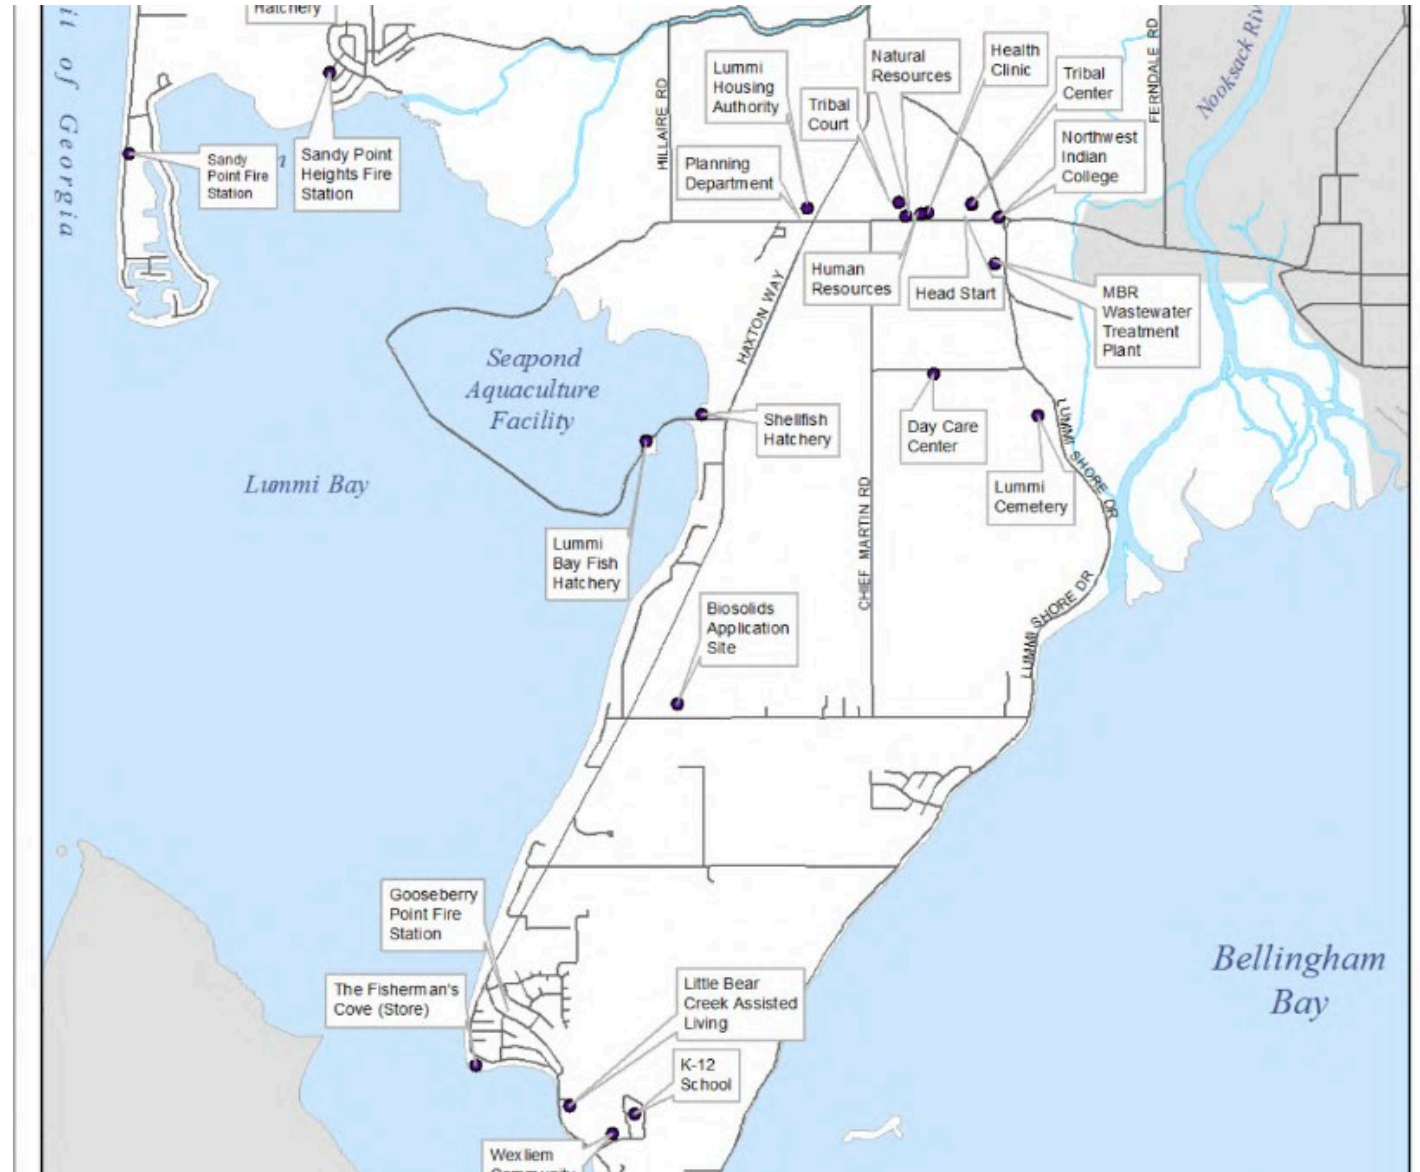 Hatchery
it of Georgia
Sandy
Point Fire
Station
n
Sandy Point
Heights Fire
Station
HILLAIRE RD
Lummi
Housing
Authority
Planning
Department
Tribal
Court
Natural
Resources
Health
Clinic
Tribal
Center
Northwest
Indian
College
FERNDALE RD
Nooksack Riv
Human
Resources
Head Start
MBR
Wastewater
Treatment
Plant
HAXTON WAY
Seapond
Aquaculture
Facility
Shellfish
Hatchery
Day Care
Center
Lummi
Cemetery
LUMMI SHORE DR
Lummi Bay
CHIEF MARTIN RD
Lummi
Bay Fish
Hatchery
Biosolids
Application
Site
LUMMI SHORE DR
Gooseberry
Point Fire
Station
The Fisherman's
Cove (Store)
Little Bear
Creek Assisted
Living
K-12
School
Bellingham
Bay
Wexliem
Community